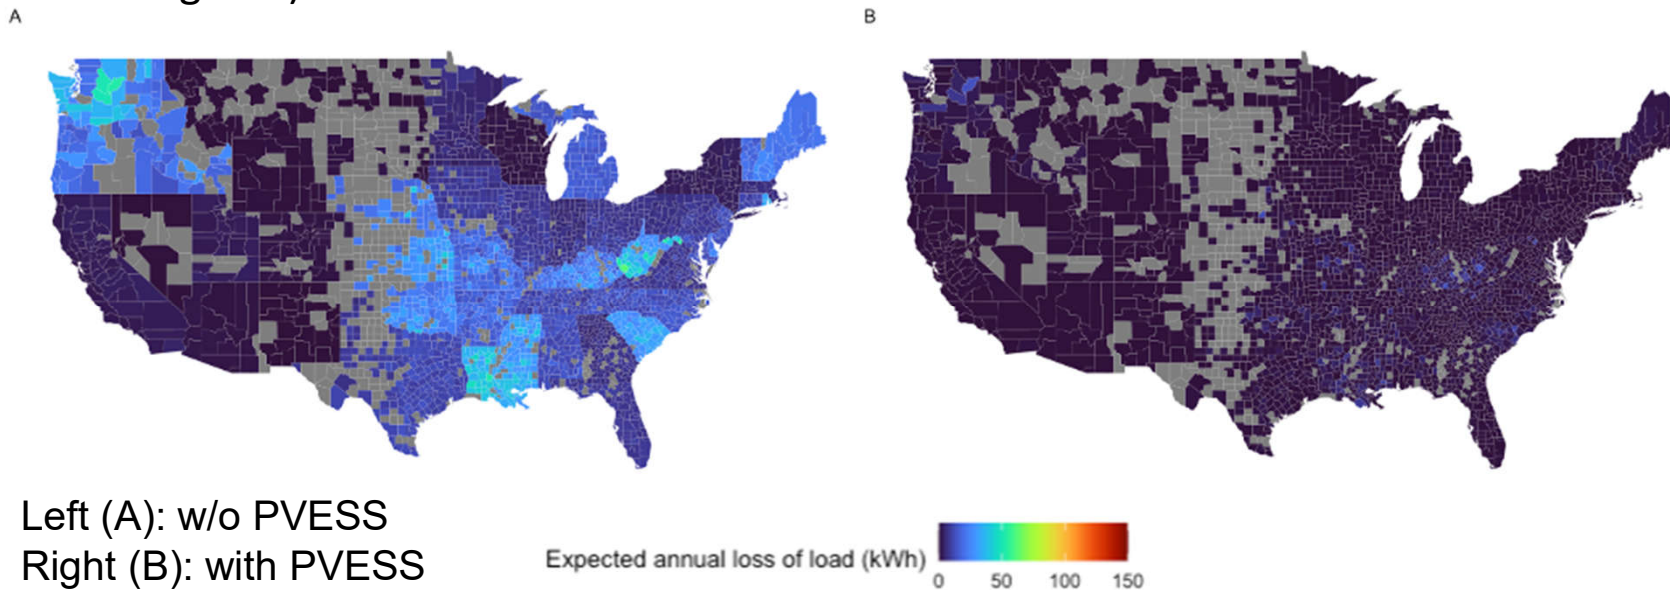 A
B
Left (A): w/o PVESS
Right (B): with PVESS
Expected annual loss of load (kWh)
0 50 100 150